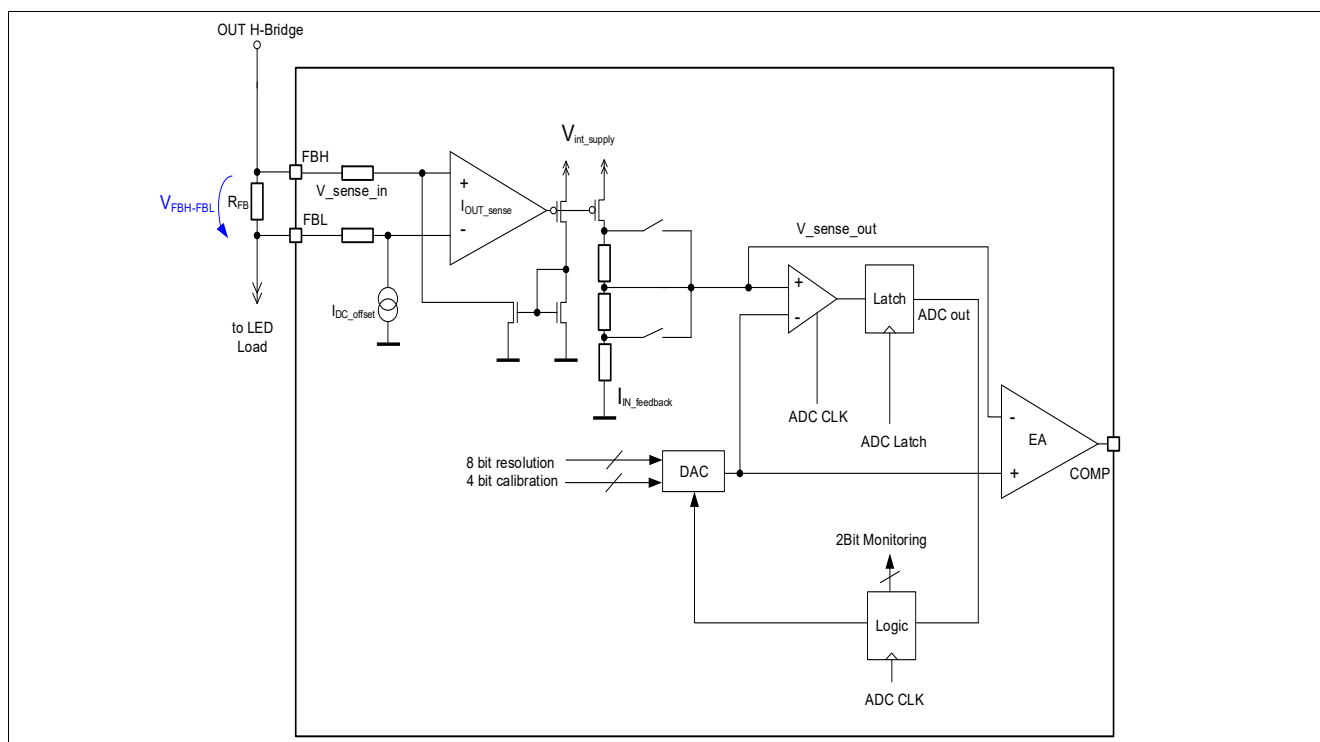 OUT H-Bridge
FBH
V_sense_in
V_FBH-FBL
R_FB
FBL
+
-
I_OUT_sense
V_int_supply
I_DC_offset
to LED
Load
I_IN_feedback
V_sense_out
+
-
Latch
ADC out
ADC CLK
ADC Latch
-
EA
+
COMP
8 bit resolution
4 bit calibration
DAC
2Bit Monitoring
Logic
ADC CLK